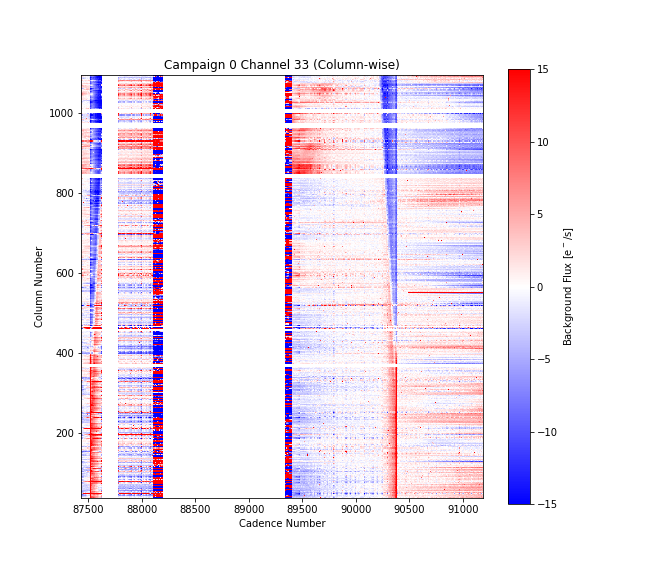 Campaign 0 Channel 33 (Column-wise)
1000
800
600
400
200
Column Number
87500 88000 88500 89000 89500 90000 90500 91000
Cadence Number
15
10
5
0
−5
−10
−15
Background Flux [e⁻/s]